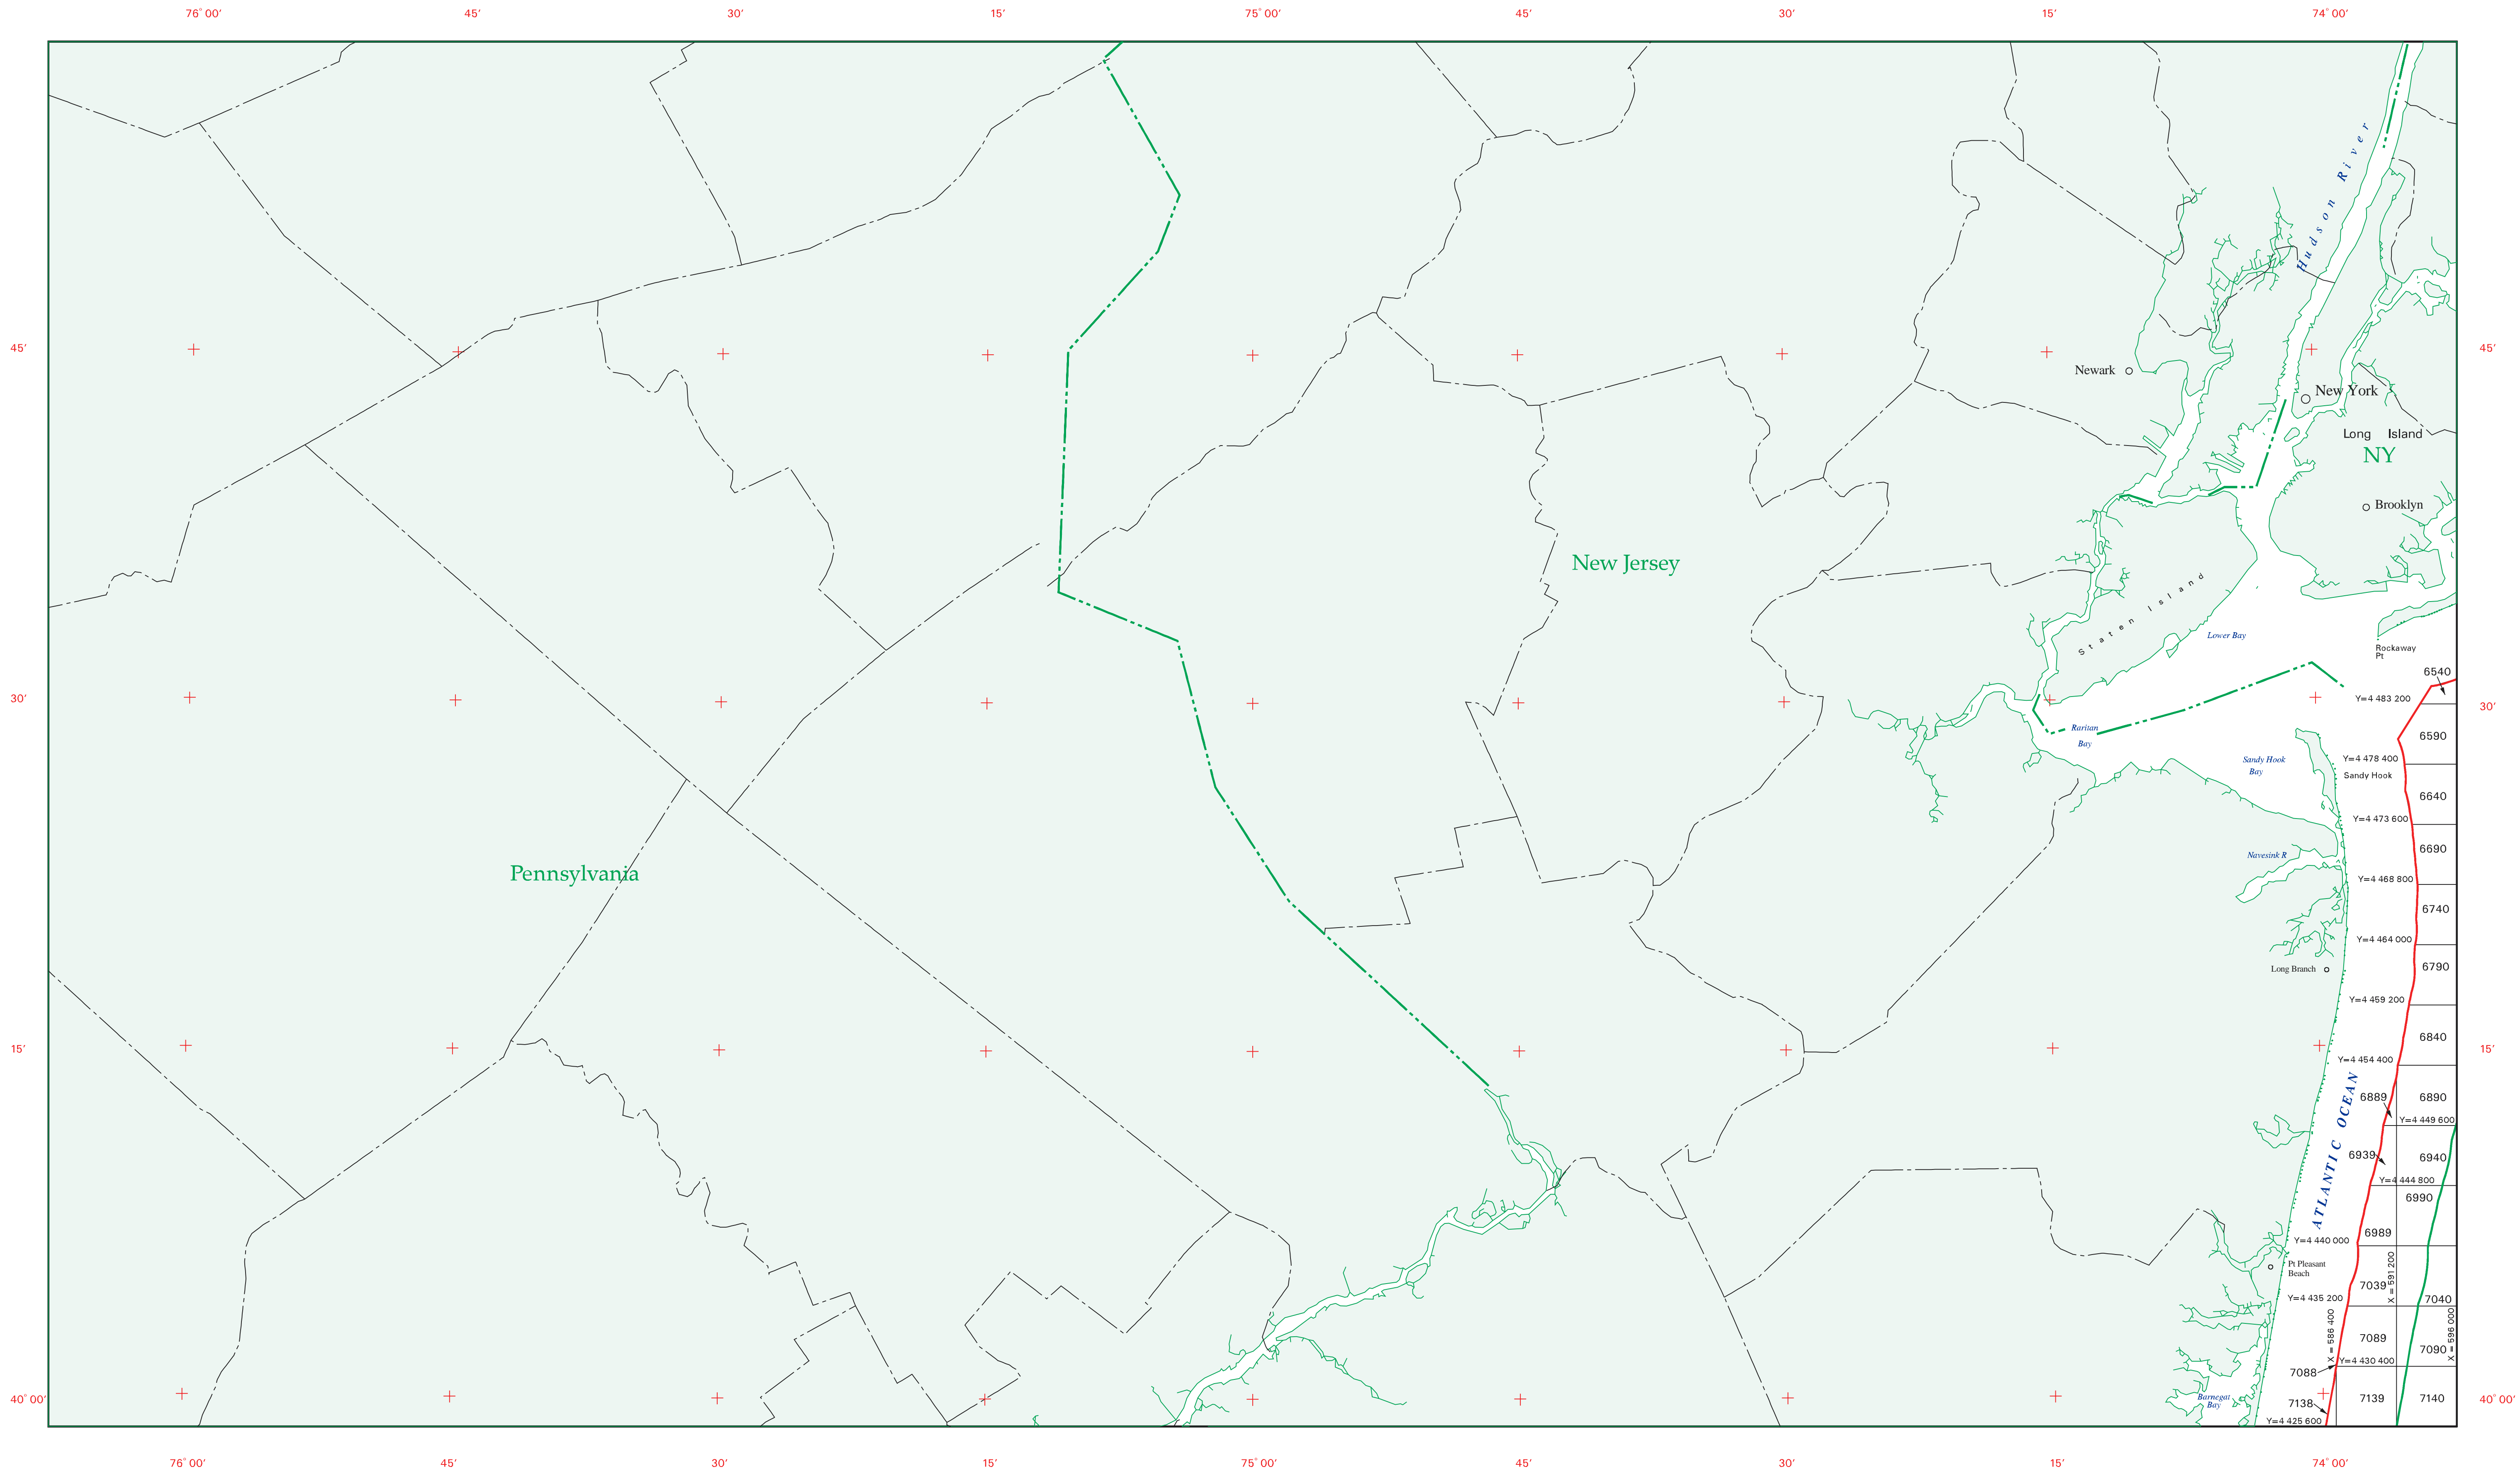 76° 00′ 45′ 30′ 15′ 75° 00′ 45′ 30′ 15′ 74° 00′
Hudson River
45′ 45′
Newark
New York
Long Island
NY
Brooklyn
New Jersey
Staten Island
Lower Bay
Rockaway
Pt
6540
30′ Y=4 483 200 30′
Raritan
Bay
6590
Sandy Hook
Bay
Y=4 478 400
Sandy Hook
6640
Y=4 473 600
6690
Navesink R
Pennsylvania
Y=4 468 800
6740
Y=4 464 000
Long Branch
6790
Y=4 459 200
6840
15′ 15′
Y=4 454 400
ATLANTIC OCEAN
6889 6890
Y=4 449 600
6939 6940
Y=4 444 800
6990
6989
Y=4 440 000
Pt Pleasant
Beach
X = 591 200
7039
Y=4 435 200
7040
X = 586 400
7089
X = 596 000
7090
Y=4 430 400
7088
40° 00′ 40° 00′
Barnegat
Bay
7138 7139 7140
Y=4 425 600
76° 00′ 45′ 30′ 15′ 75° 00′ 45′ 30′ 15′ 74° 00′